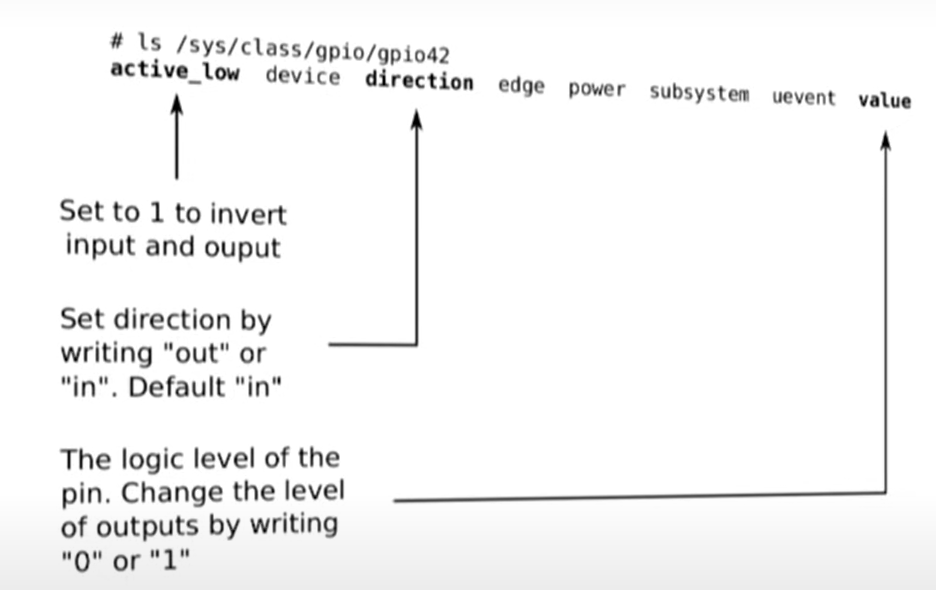 # ls /sys/class/gpio/gpio42
active_low device direction edge power subsystem uevent value
Set to 1 to invert
input and ouput
Set direction by
writing "out" or
"in". Default "in"
The logic level of the
pin. Change the level
of outputs by writing
"0" or "1"